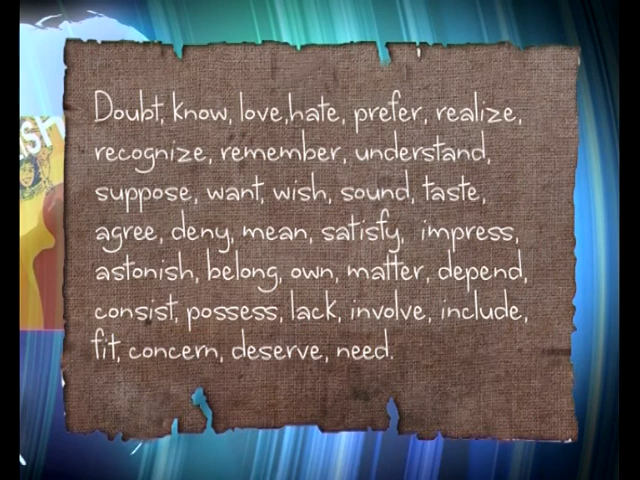 Doubt, know, love,hate, prefer, realize,
recognize, remember, understand,
suppose, want, wish, sound, taste,
agree, deny, mean, satisfy, impress,
astonish, belong, own, matter, depend,
consist, possess, lack, involve, include,
fit, concern, deserve, need.